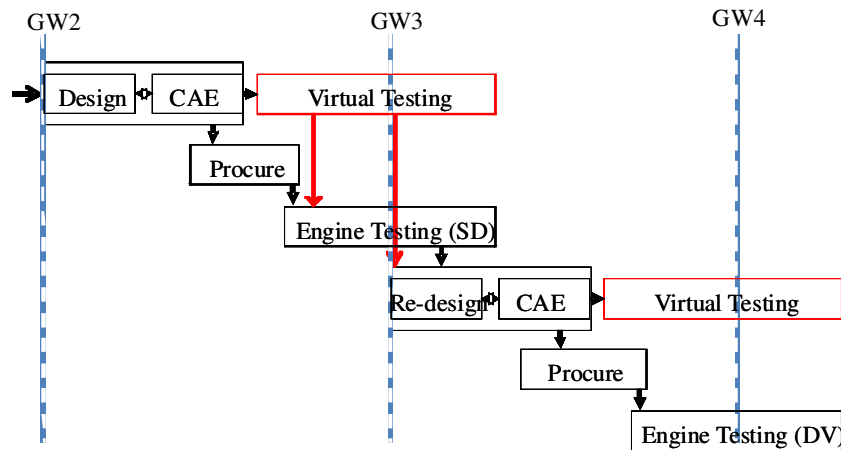 GW2
GW3
GW4
Design
CAE
Virtual Testing
Procure
Engine Testing (SD)
Re-design
CAE
Virtual Testing
Procure
Engine Testing (DV)